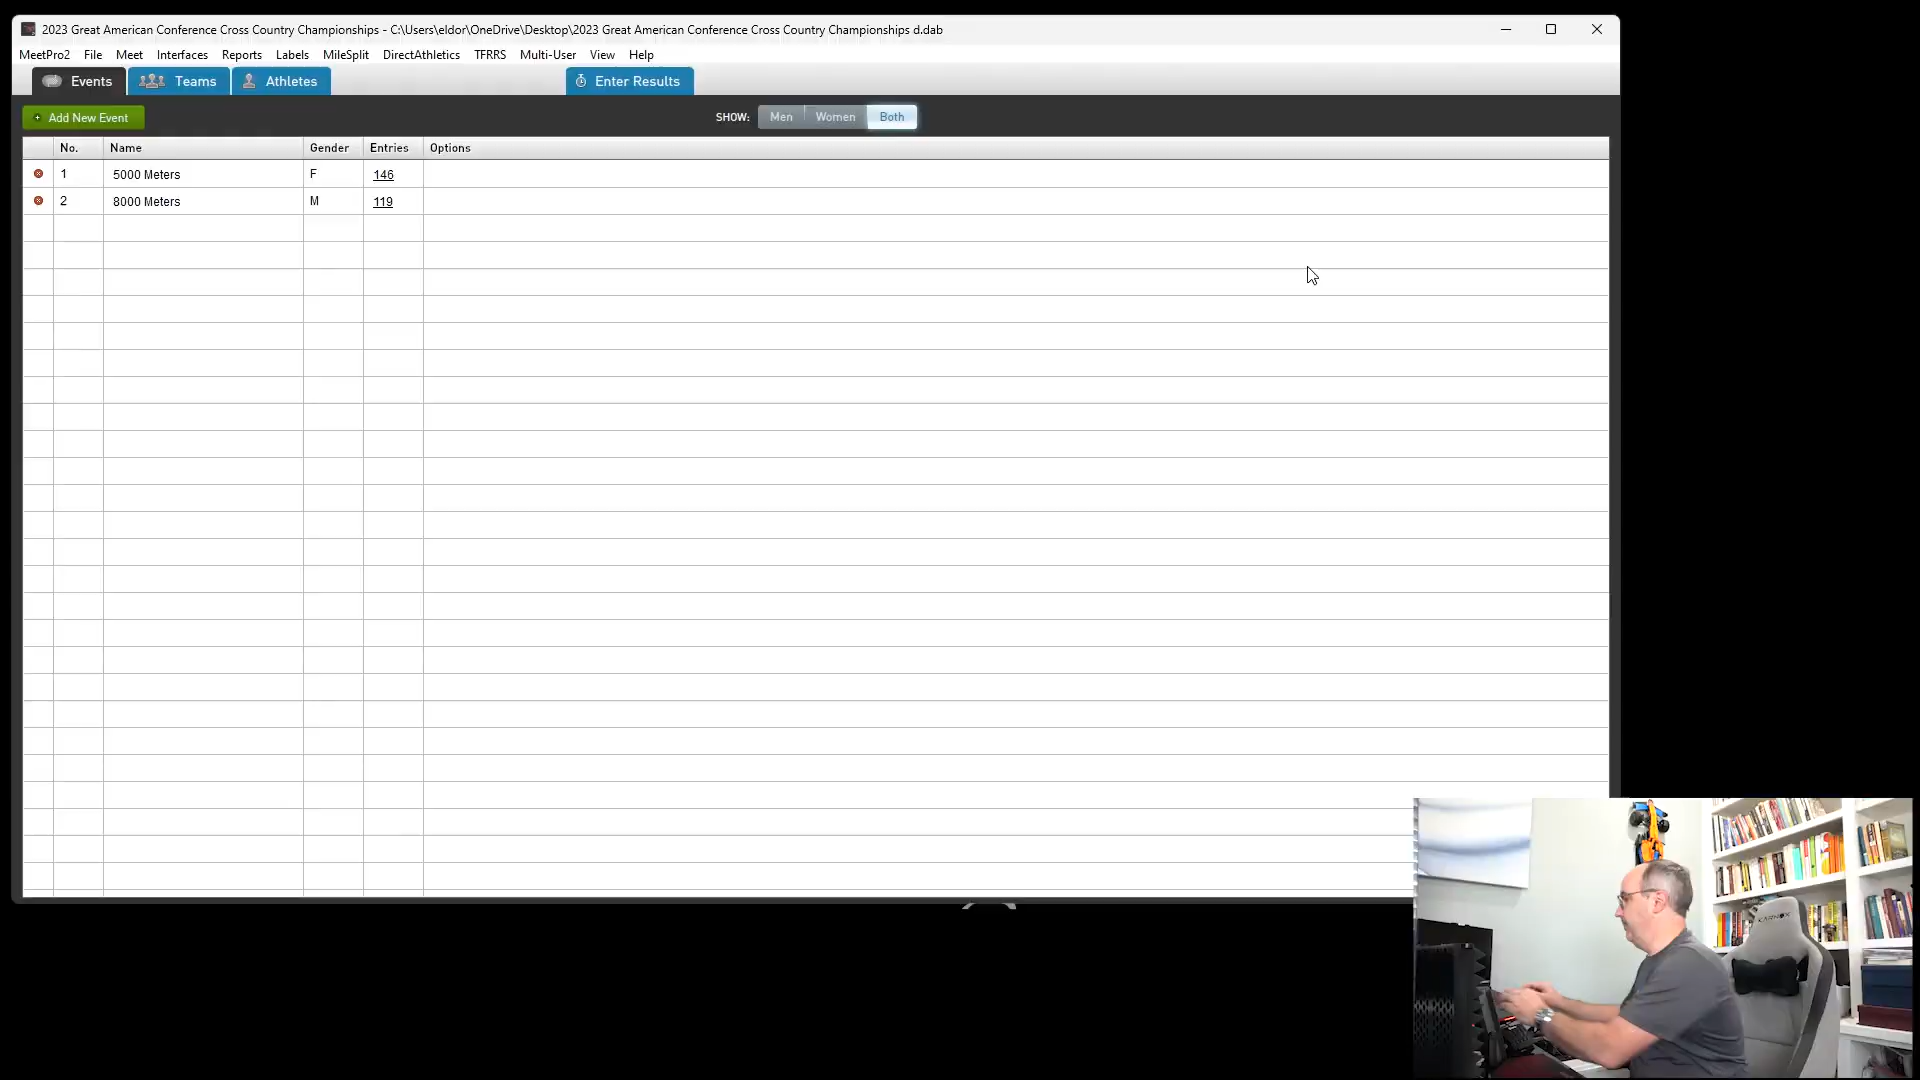 2023 Great American Conference Cross Country Championships - C:\Users\eldor\OneDrive\Desktop\2023 Great American Conference Cross Country Championships d.dab
MeetPro2 File Meet Interfaces Reports Labels MileSplit DirectAthletics TFRRS Multi-User View Help
Events Teams Athletes Enter Results
+ Add New Event SHOW: Men Women Both
No. Name Gender Entries Options
1 5000 Meters F 146
2 8000 Meters M 119